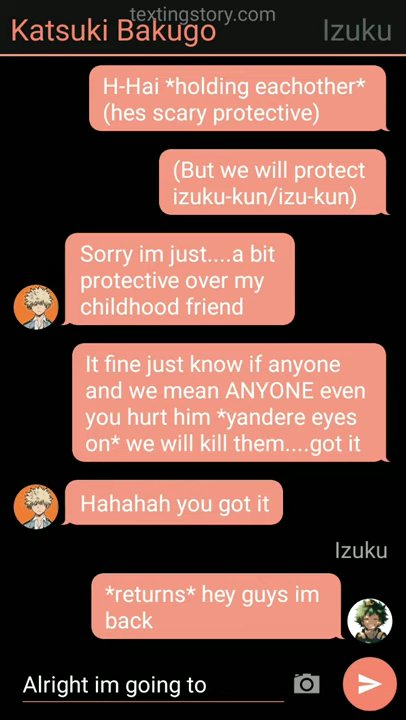 textingstory.com
Katsuki Bakugo
Izuku
H-Hai *holding eachother*
(hes scary protective)
(But we will protect
izuku-kun/izu-kun)
Sorry im just....a bit
protective over my
childhood friend
It fine just know if anyone
and we mean ANYONE even
you hurt him *yandere eyes
on* we will kill them....got it
Hahahah you got it
Izuku
*returns* hey guys im
back
Alright im going to